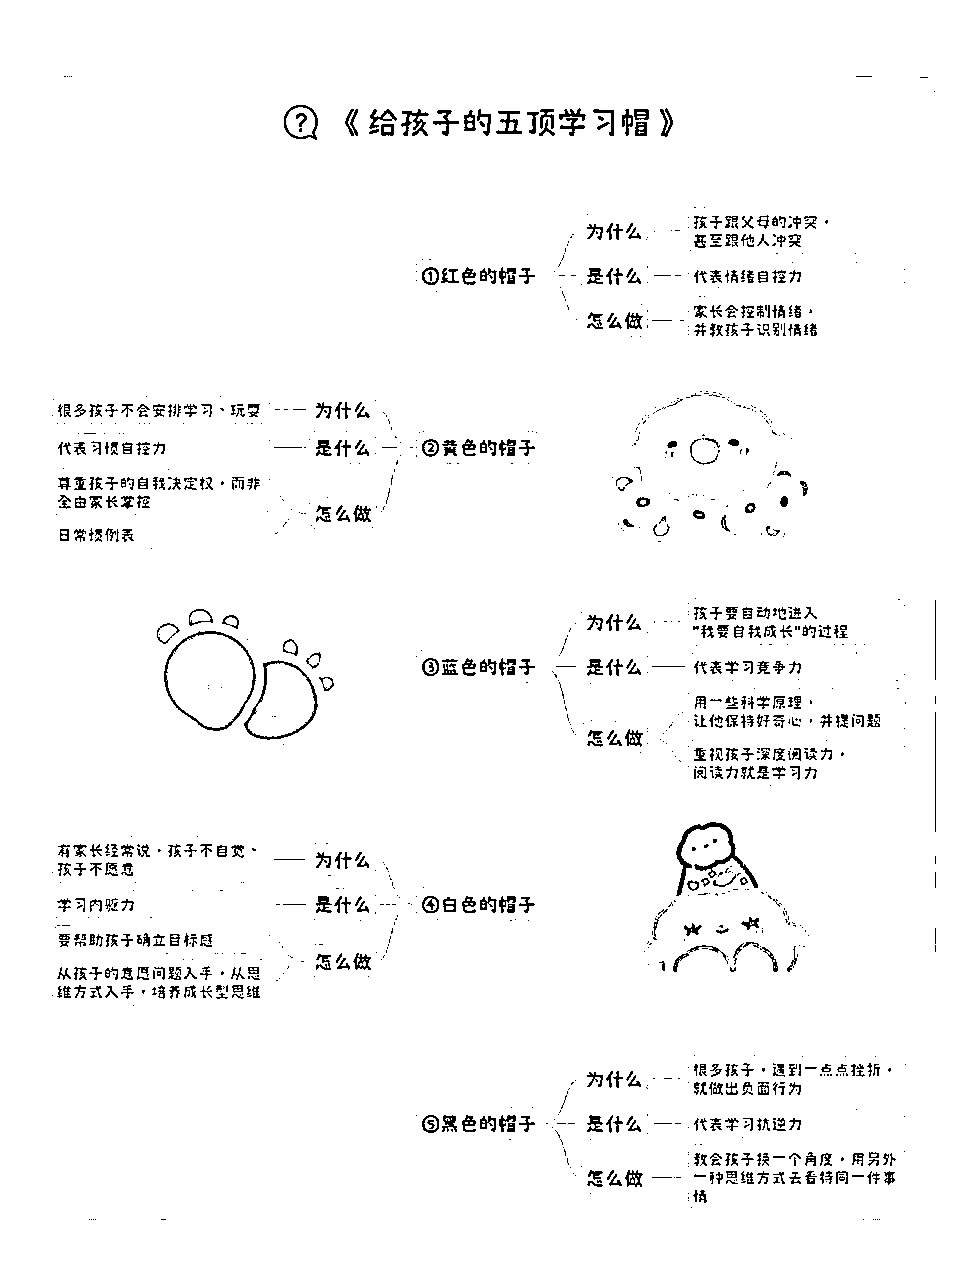 《给孩子的五顶学习帽》
①红色的帽子
为什么
孩子跟父母的冲突，
甚至跟他人冲突
是什么
代表情绪自控力
怎么做
家长会控制情绪，
并教孩子识别情绪
②黄色的帽子
为什么
很多孩子不会安排学习、玩耍
是什么
代表习惯自控力
怎么做
尊重孩子的自我决定权，而非
全由家长掌控
日常惯例表
③蓝色的帽子
为什么
孩子要自动地进入
"我要自我成长"的过程
是什么
代表学习竞争力
怎么做
用一些科学原理，
让他保持好奇心，并提问题
重视孩子深度阅读力，
阅读力就是学习力
④白色的帽子
为什么
有家长经常说，孩子不自觉、
孩子不愿意
是什么
学习内驱力
怎么做
要帮助孩子确立目标感
从孩子的意愿问题入手，从思
维方式入手，培养成长型思维
⑤黑色的帽子
为什么
很多孩子，遇到一点点挫折，
就做出负面行为
是什么
代表学习抗逆力
怎么做
教会孩子换一个角度，用另外
一种思维方式去看待同一件事
情